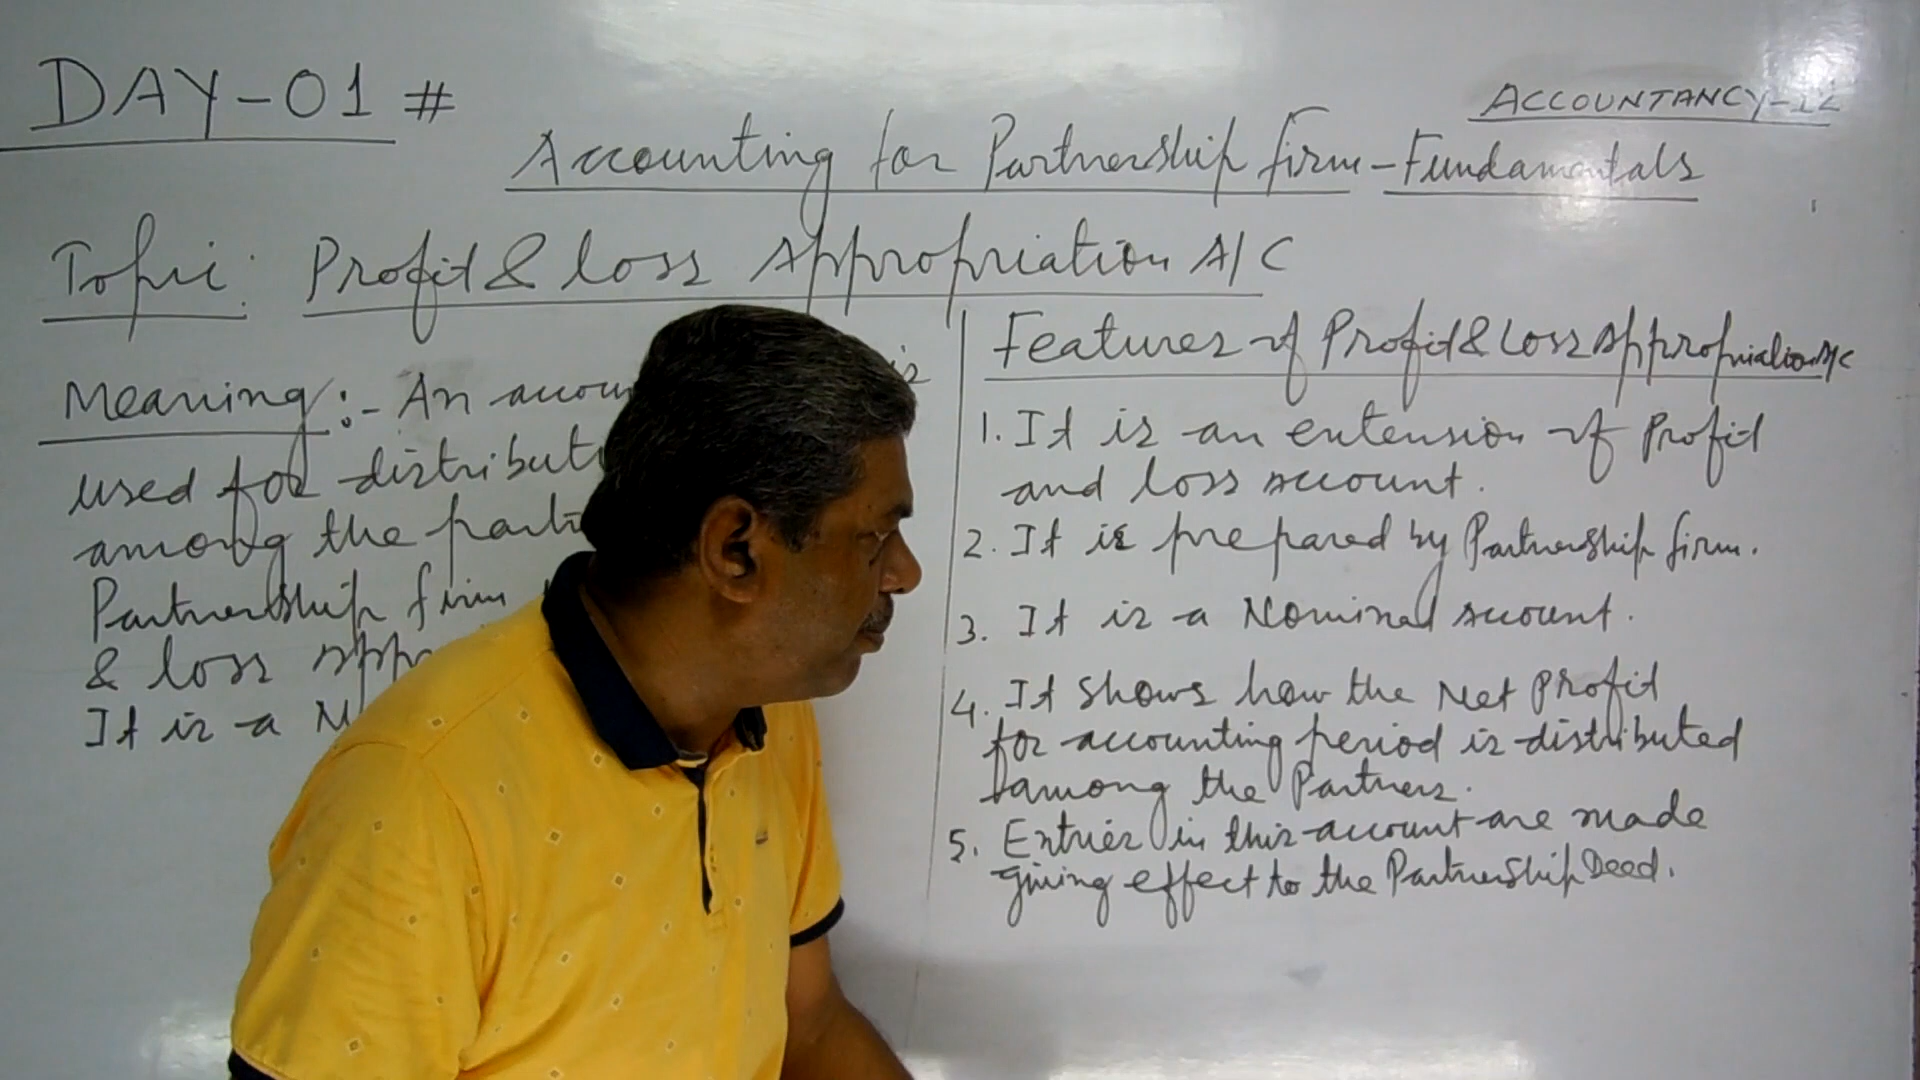 DAY-01 #
ACCOUNTANCY-12
Accounting for Partnership firm-Fundamentals
Topic: Profit & loss Appropriation A/C
Meaning:- An is
used for
among the
Partnership firm
& loss
It is a
Features of Profit & Loss Appropriation A/C
1. It is an extension of Profit
and loss account.
2. It is prepared by Partnership firm.
3. It is a Nominal account.
4. It shows how the Net Profit
for accounting period is distributed
among the Partners.
5. Entries in this account are made
giving effect to the Partnership Deed.